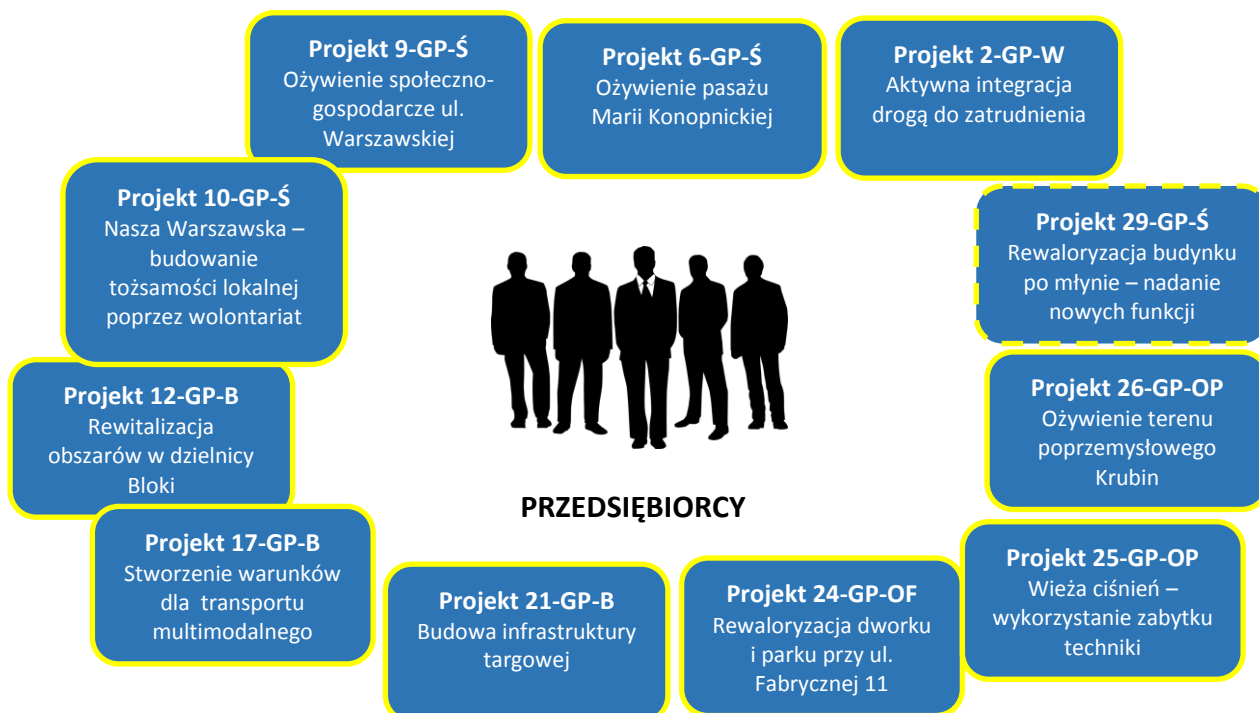 Projekt 9-GP-Ś
Ożywienie społeczno-
gospodarcze ul.
Warszawskiej
Projekt 6-GP-Ś
Ożywienie pasażu
Marii Konopnickiej
Projekt 2-GP-W
Aktywna integracja
drogą do zatrudnienia
Projekt 10-GP-Ś
Nasza Warszawska –
budowanie
tożsamości lokalnej
poprzez wolontariat
Projekt 29-GP-Ś
Rewaloryzacja budynku
po młynie – nadanie
nowych funkcji
Projekt 12-GP-B
Rewitalizacja
obszarów w dzielnicy
Bloki
Projekt 26-GP-OP
Ożywienie terenu
poprzemysłowego
Krubin
PRZEDSIĘBIORCY
Projekt 17-GP-B
Stworzenie warunków
dla transportu
multimodalnego
Projekt 21-GP-B
Budowa infrastruktury
targowej
Projekt 24-GP-OF
Rewaloryzacja dworku
i parku przy ul.
Fabrycznej 11
Projekt 25-GP-OP
Wieża ciśnień –
wykorzystanie zabytku
techniki